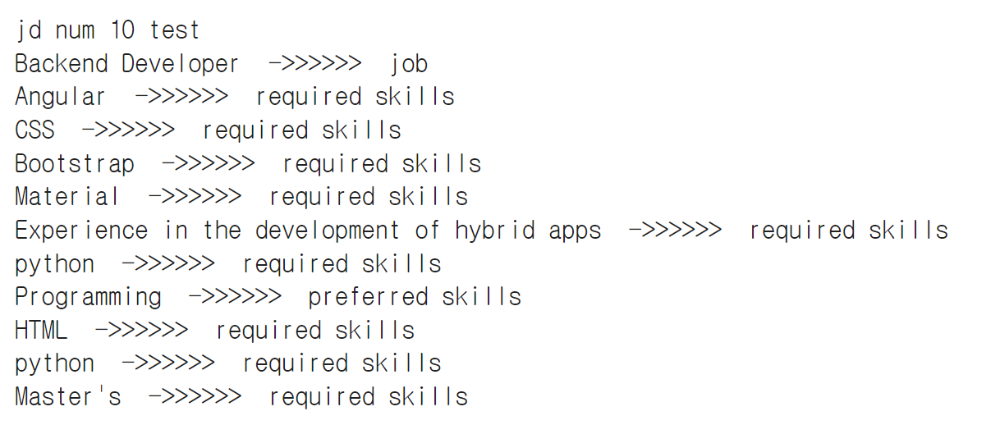 jd num 10 test
Backend Developer  ->>>>>>  job
Angular  ->>>>>>  required skills
CSS  ->>>>>>  required skills
Bootstrap  ->>>>>>  required skills
Material  ->>>>>>  required skills
Experience in the development of hybrid apps  ->>>>>>  required skills
python  ->>>>>>  required skills
Programming  ->>>>>>  preferred skills
HTML  ->>>>>>  required skills
python  ->>>>>>  required skills
Master's  ->>>>>>  required skills